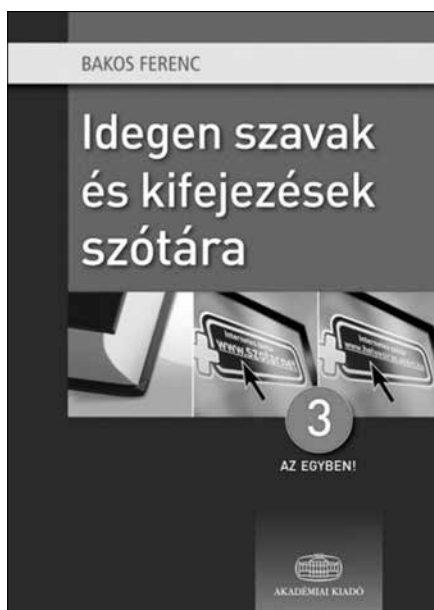 BAKOS FERENC
Idegen szavak
és kifejezések
szótára
www.szotar.net
3
AZ EGYBEN!
AKADÉMIAI KIADÓ